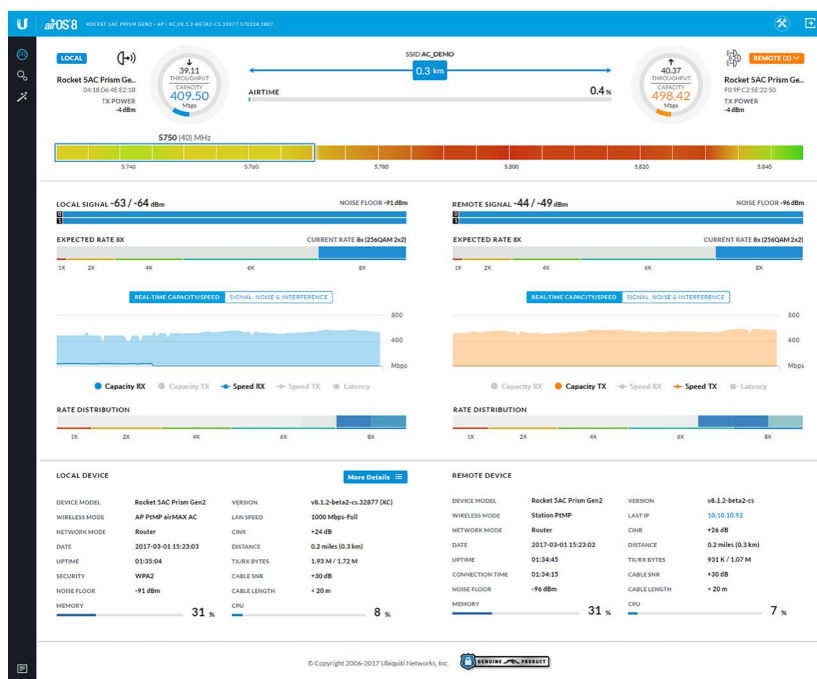 airOS 8 ROCKET 5AC PRISM GEN2 - AP | XC.V8.1.2-BETA2-CS.32877.170224.1807
LOCAL
Rocket 5AC Prism Ge...
04:18:D6:4E:E2:1B
TX POWER
-4 dBm
39.11
THROUGHPUT
CAPACITY
409.50
Mbps
SSID AC_DEMO
0.3 km
AIRTIME 0.4 %
40.37
THROUGHPUT
CAPACITY
498.42
Mbps
REMOTE (2)
Rocket 5AC Prism Ge...
F0:9F:C2:5E:22:50
TX POWER
-4 dBm
5750 (40) MHz
5.740 5.760 5.780 5.800 5.820 5.840
LOCAL SIGNAL -63 / -64 dBm NOISE FLOOR -91 dBm
0
1
EXPECTED RATE 8X CURRENT RATE 8x (256QAM 2x2)
1X 2X 4X 6X 8X
REAL-TIME CAPACITY/SPEED SIGNAL, NOISE & INTERFERENCE
800
400
Mbps
Capacity RX Capacity TX Speed RX Speed TX Latency
RATE DISTRIBUTION
1X 2X 4X 6X 8X
REMOTE SIGNAL -44 / -49 dBm NOISE FLOOR -96 dBm
0
1
EXPECTED RATE 8X CURRENT RATE 8x (256QAM 2x2)
1X 2X 4X 6X 8X
REAL-TIME CAPACITY/SPEED SIGNAL, NOISE & INTERFERENCE
800
400
Mbps
Capacity RX Capacity TX Speed RX Speed TX Latency
RATE DISTRIBUTION
1X 2X 4X 6X 8X
LOCAL DEVICE More Details
DEVICE MODEL Rocket 5AC Prism Gen2 VERSION v8.1.2-beta2-cs.32877 (XC)
WIRELESS MODE AP PtMP airMAX AC LAN SPEED 1000 Mbps-Full
NETWORK MODE Router CINR +24 dB
DATE 2017-03-01 15:23:03 DISTANCE 0.2 miles (0.3 km)
UPTIME 01:35:04 TX/RX BYTES 1.93 M / 1.72 M
SECURITY WPA2 CABLE SNR +30 dB
NOISE FLOOR -91 dBm CABLE LENGTH < 20 m
MEMORY 31 % CPU 8 %
REMOTE DEVICE
DEVICE MODEL Rocket 5AC Prism Gen2 VERSION v8.1.2-beta2-cs
WIRELESS MODE Station PtMP LAST IP 10.10.10.92
NETWORK MODE Router CINR +26 dB
DATE 2017-03-01 15:23:02 DISTANCE 0.2 miles (0.3 km)
UPTIME 01:34:45 TX/RX BYTES 931 K / 1.07 M
CONNECTION TIME 01:34:15 CABLE SNR +30 dB
NOISE FLOOR -96 dBm CABLE LENGTH < 20 m
MEMORY 31 % CPU 7 %
© Copyright 2006-2017 Ubiquiti Networks, Inc. GENUINE PRODUCT